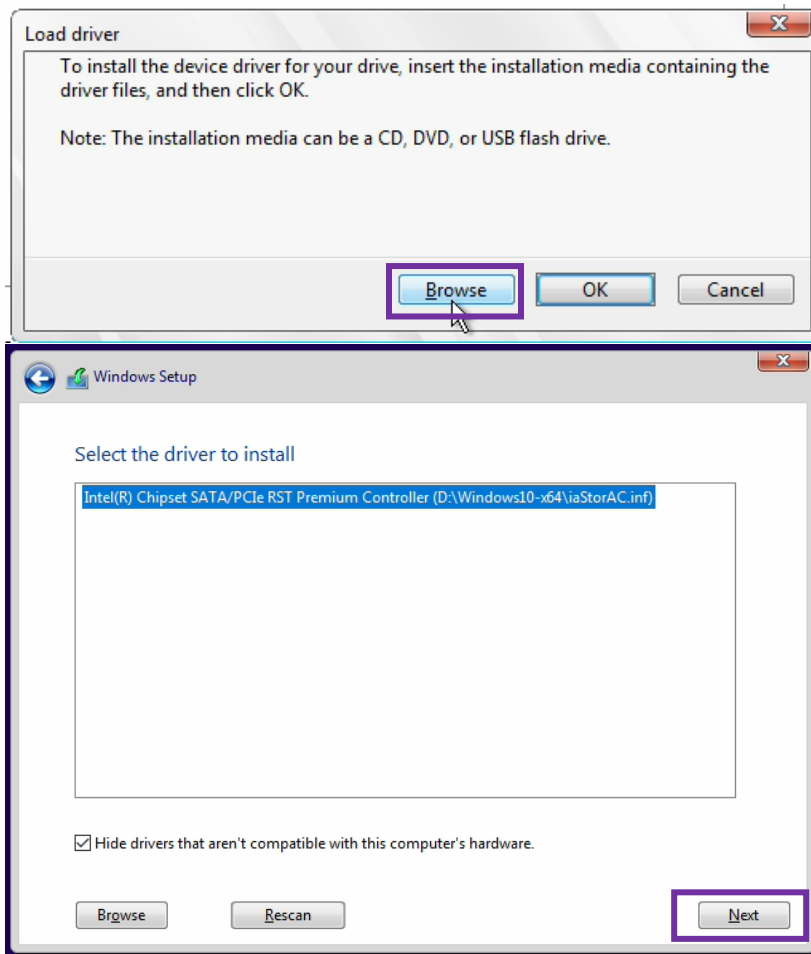 Load driver
To install the device driver for your drive, insert the installation media containing the
driver files, and then click OK.
Note: The installation media can be a CD, DVD, or USB flash drive.
Browse
OK
Cancel
Windows Setup
Select the driver to install
Intel(R) Chipset SATA/PCIe RST Premium Controller (D:\Windows10-x64\iaStorAC.inf)
Hide drivers that aren't compatible with this computer's hardware.
Browse
Rescan
Next